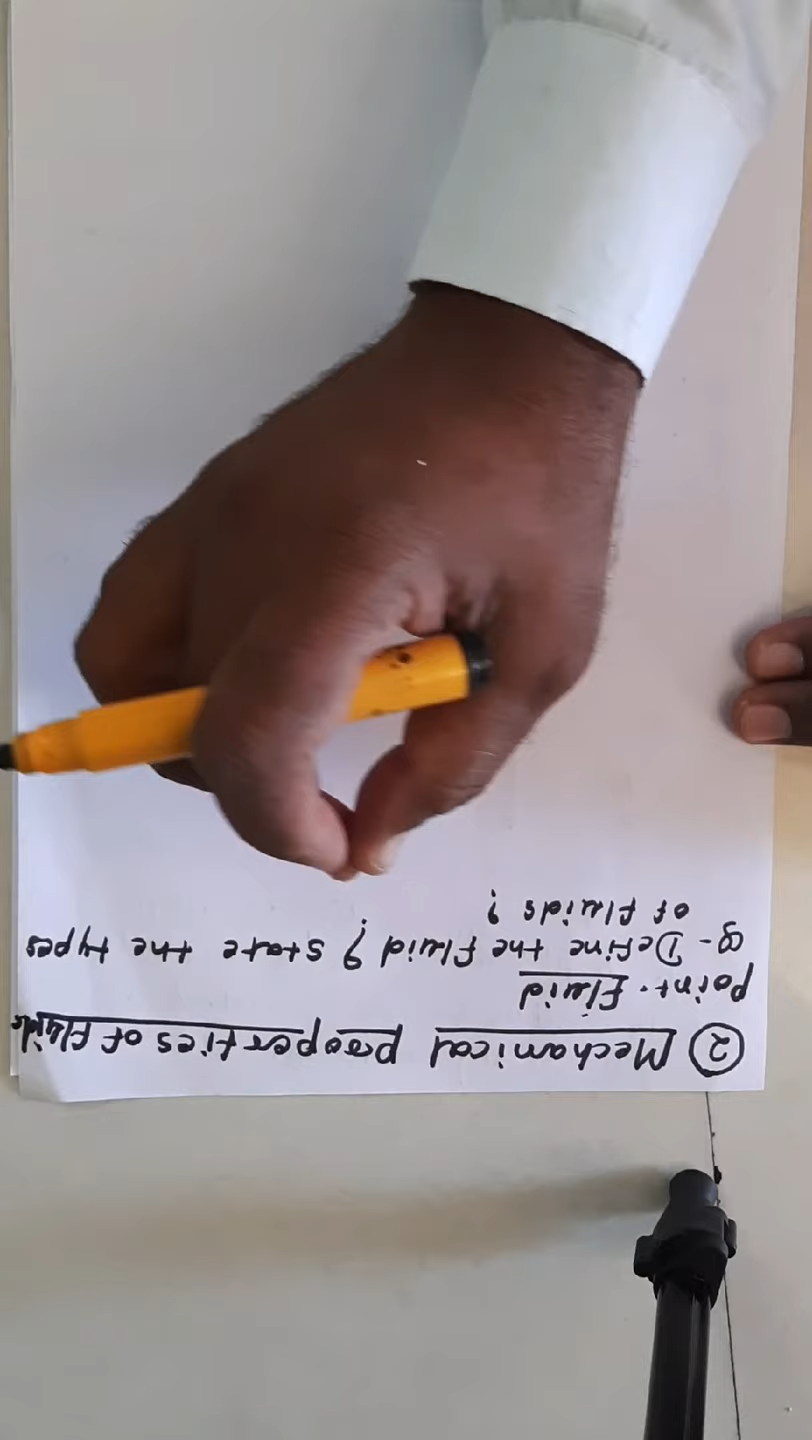 ② Mechanical properties of Fluids
Point. Fluid
Q - Define the fluid? State the types
of fluids?